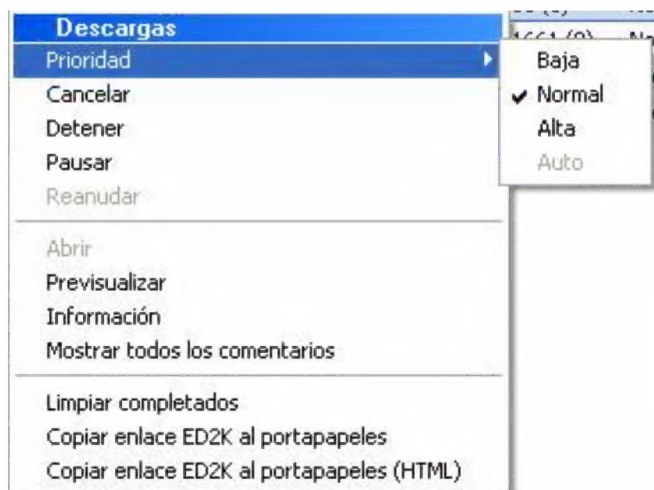 Descargas
Prioridad
Baja
Normal
Alta
Auto
Cancelar
Detener
Pausar
Reanudar
Abrir
Previsualizar
Información
Mostrar todos los comentarios
Limpiar completados
Copiar enlace ED2K al portapapeles
Copiar enlace ED2K al portapapeles (HTML)